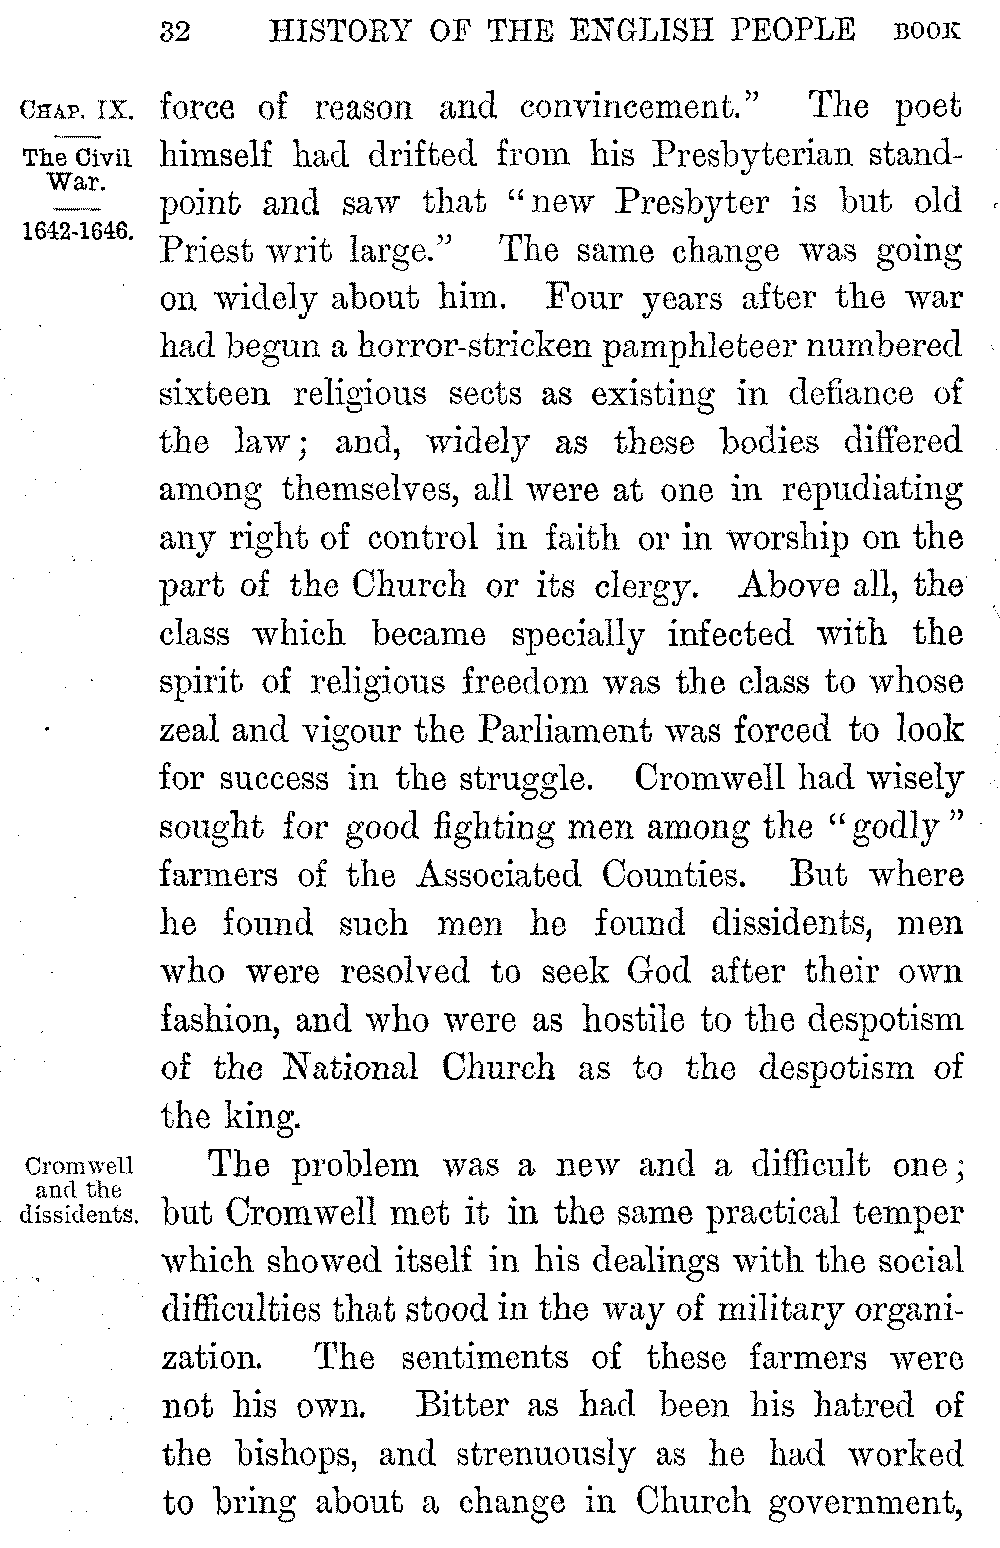 32 HISTORY OF THE ENGLISH PEOPLE BOOK
CHAP. IX.
The Civil
War.
1642-1646.
force of reason and convincement.” The poet
himself had drifted from his Presbyterian stand-
point and saw that “new Presbyter is but old
Priest writ large.” The same change was going
on widely about him. Four years after the war
had begun a horror-stricken pamphleteer numbered
sixteen religious sects as existing in defiance of
the law; and, widely as these bodies differed
among themselves, all were at one in repudiating
any right of control in faith or in worship on the
part of the Church or its clergy. Above all, the
class which became specially infected with the
spirit of religious freedom was the class to whose
zeal and vigour the Parliament was forced to look
for success in the struggle. Cromwell had wisely
sought for good fighting men among the “godly”
farmers of the Associated Counties. But where
he found such men he found dissidents, men
who were resolved to seek God after their own
fashion, and who were as hostile to the despotism
of the National Church as to the despotism of
the king.
Cromwell
and the
dissidents.
The problem was a new and a difficult one;
but Cromwell met it in the same practical temper
which showed itself in his dealings with the social
difficulties that stood in the way of military organi-
zation. The sentiments of these farmers were
not his own. Bitter as had been his hatred of
the bishops, and strenuously as he had worked
to bring about a change in Church government,